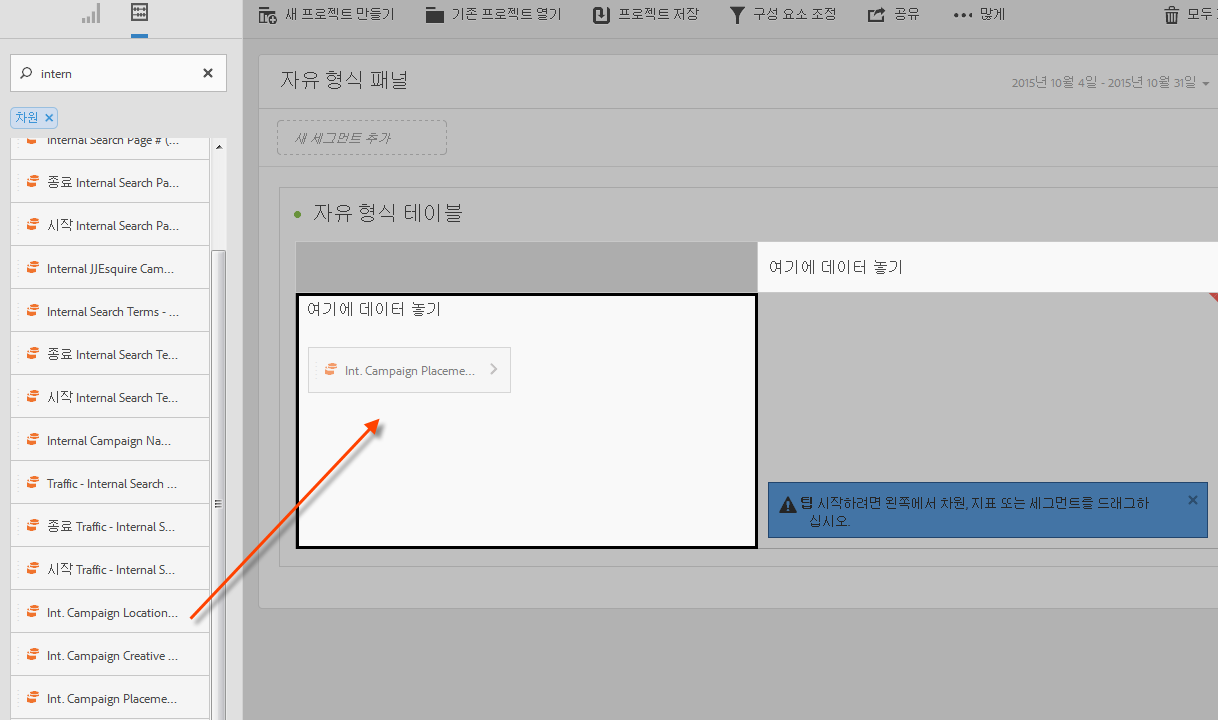 새 프로젝트 만들기
기존 프로젝트 열기
프로젝트 저장
구성 요소 조정
공유
많게
모두
intern
차원
Internal Search Page # (...
종료 Internal Search Pa...
시작 Internal Search Pa...
Internal JJEsquire Cam...
Internal Search Terms - ...
종료 Internal Search Te...
시작 Internal Search Te...
Internal Campaign Na...
Traffic - Internal Search ...
종료 Traffic - Internal S...
시작 Traffic - Internal S...
Int. Campaign Location...
Int. Campaign Creative ...
Int. Campaign Placeme...
자유 형식 패널
2015년 10월 4일 - 2015년 10월 31일
새 세그먼트 추가
자유 형식 테이블
여기에 데이터 놓기
여기에 데이터 놓기
Int. Campaign Placeme...
팁 시작하려면 왼쪽에서 차원, 지표 또는 세그먼트를 드래그하
십시오.